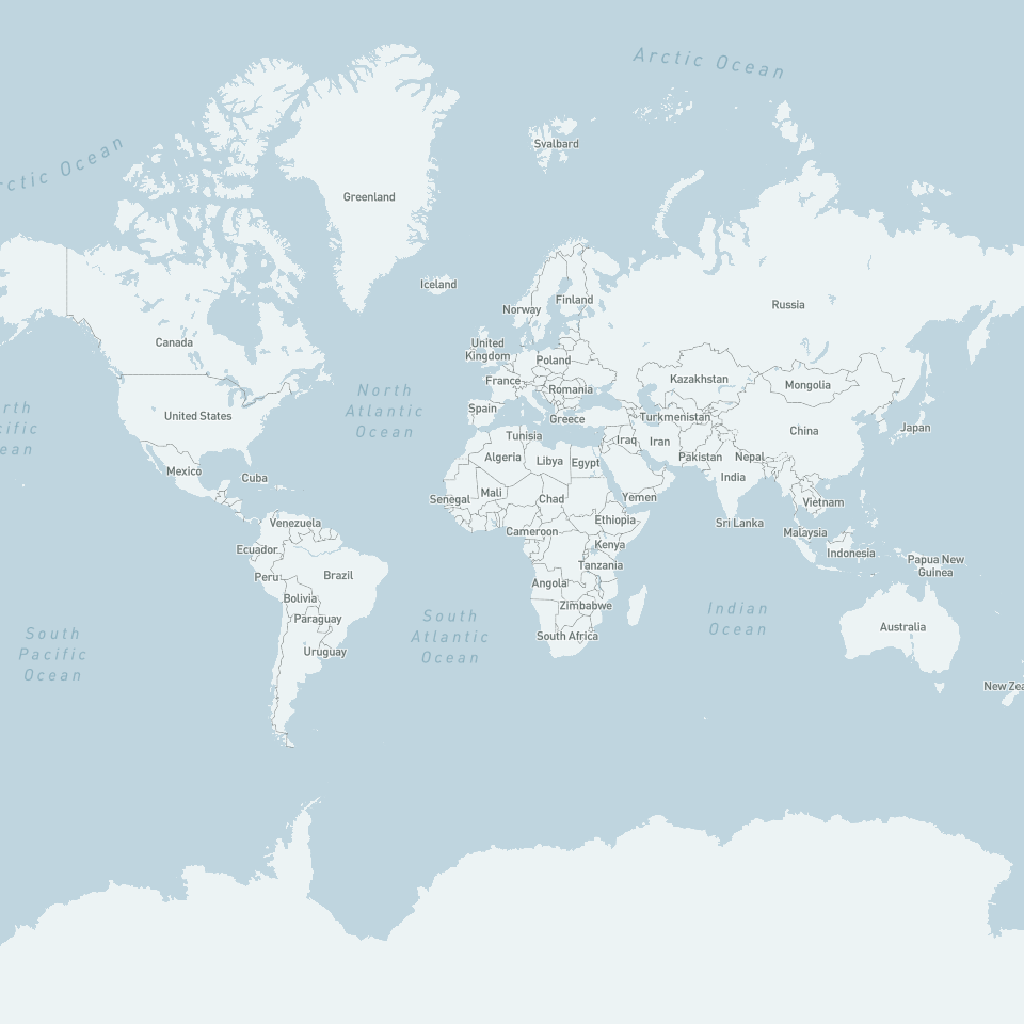 Arctic Ocean
Svalbard
rctic Ocean
Greenland
Iceland
Russia
Norway
Finland
Canada
United
Kingdom
Poland
France
Kazakhstan
Mongolia
Romania
North
Atlantic
Ocean
rth
cific
ean
United States
Spain
Greece
Turkmenistan
China
Japan
Tunisia
Iraq
Iran
Algeria
Libya
Egypt
Pakistan
Nepal
Mexico
Cuba
India
Senegal
Mali
Chad
Yemen
Vietnam
Venezuela
Ethiopia
Sri Lanka
Cameroon
Malaysia
Ecuador
Kenya
Indonesia
Peru
Brazil
Tanzania
Papua New
Guinea
Angola
Bolivia
Zimbabwe
Paraguay
South
Atlantic
Ocean
Indian
Ocean
Australia
South Africa
South
Pacific
Ocean
Uruguay
New Zea